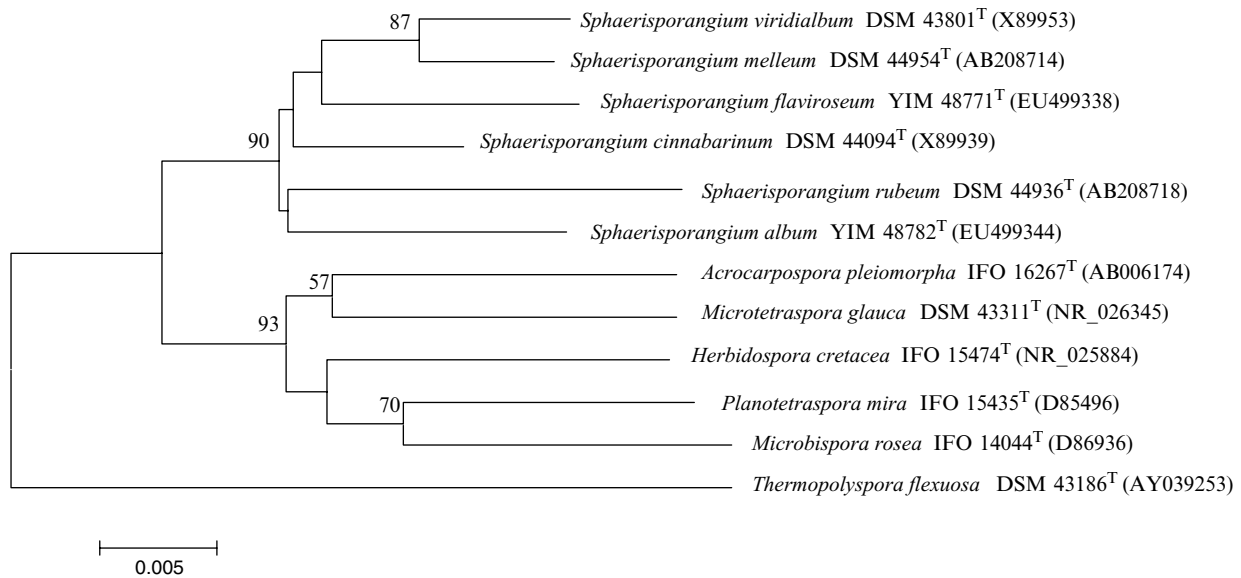 87
Sphaerisporangium viridialbum DSM 43801T (X89953)
Sphaerisporangium melleum DSM 44954T (AB208714)
Sphaerisporangium flaviroseum YIM 48771T (EU499338)
90
Sphaerisporangium cinnabarinum DSM 44094T (X89939)
Sphaerisporangium rubeum DSM 44936T (AB208718)
Sphaerisporangium album YIM 48782T (EU499344)
57
Acrocarpospora pleiomorpha IFO 16267T (AB006174)
93
Microtetraspora glauca DSM 43311T (NR_026345)
Herbidospora cretacea IFO 15474T (NR_025884)
70
Planotetraspora mira IFO 15435T (D85496)
Microbispora rosea IFO 14044T (D86936)
Thermopolyspora flexuosa DSM 43186T (AY039253)
0.005